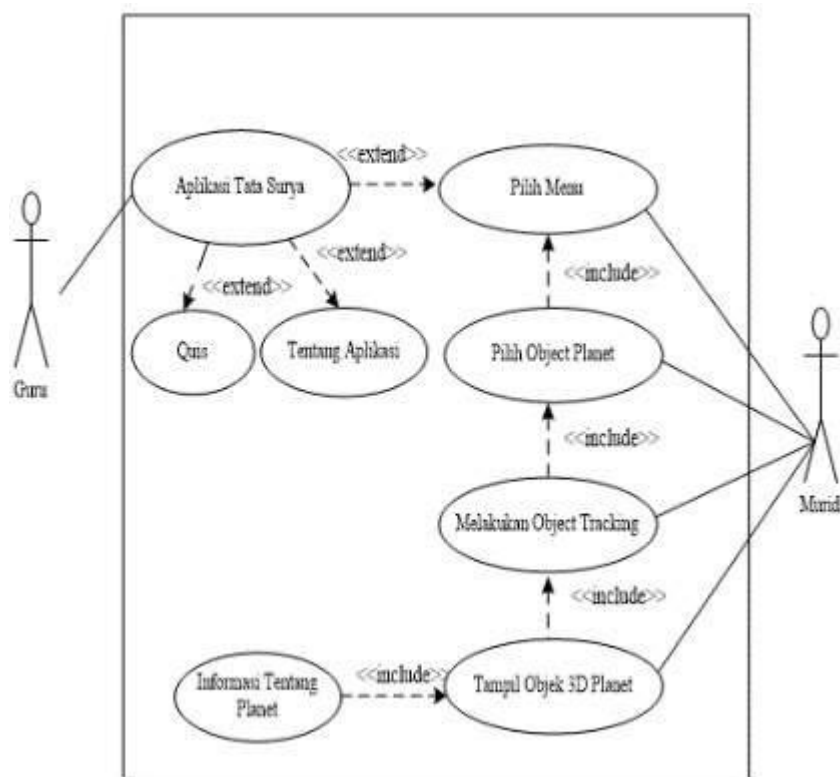 <<extend>>
Aplikasi Tata Surya
Pilih Menu
<<extend>>
<<extend>>
<<include>>
Quis
Tentang Aplikasi
Pilih Object Planet
Guru
<<include>>
Murid
Melakukan Object Tracking
<<include>>
<<include>>
Informasi Tentang
Planet
Tampil Objek 3D Planet